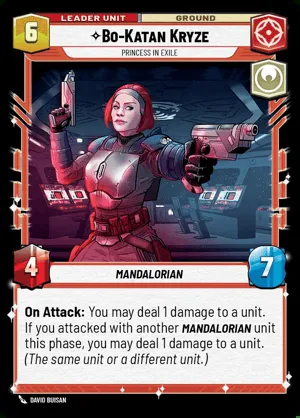 LEADER UNIT
GROUND
6
Bo-Katan Kryze
PRINCESS IN EXILE
4
MANDALORIAN
7
On Attack: You may deal 1 damage to a unit.
If you attacked with another MANDALORIAN unit
this phase, you may deal 1 damage to a unit.
(The same unit or a different unit.)
DAVID BUISAN